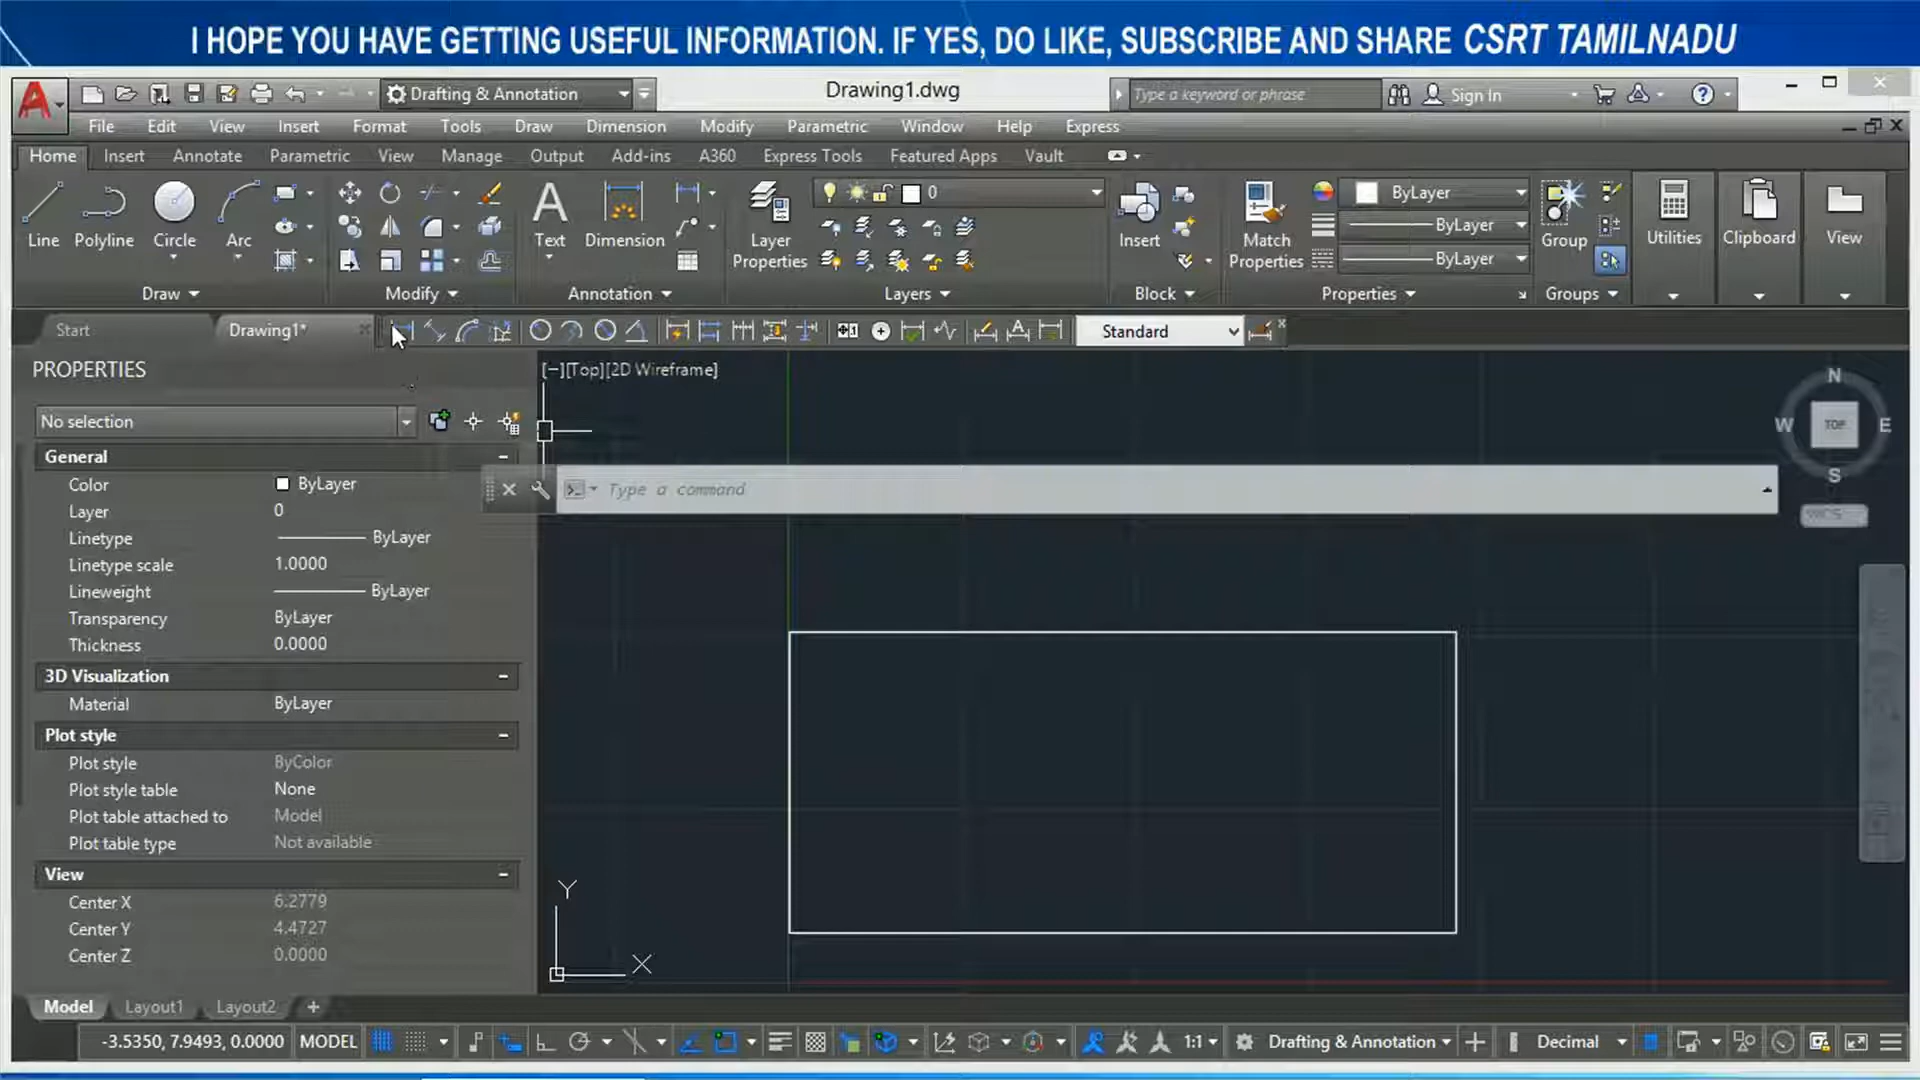 I HOPE YOU HAVE GETTING USEFUL INFORMATION. IF YES, DO LIKE, SUBSCRIBE AND SHARE CSRT TAMILNADU
Drafting & Annotation
Drawing1.dwg
Type a keyword or phrase
Sign In
File Edit View Insert Format Tools Draw Dimension Modify Parametric Window Help Express
Home Insert Annotate Parametric View Manage Output Add-ins A360 Express Tools Featured Apps Vault
0
ByLayer
ByLayer
ByLayer
Line Polyline Circle Arc
Text Dimension
Layer Properties
Insert
Match Properties
Group
Utilities Clipboard View
Draw Modify Annotation Layers Block Properties Groups
Start Drawing1*
Standard
PROPERTIES
[−][Top][2D Wireframe]
No selection
General
Color ByLayer
Layer 0
Linetype ByLayer
Linetype scale 1.0000
Lineweight ByLayer
Transparency ByLayer
Thickness 0.0000
3D Visualization
Material ByLayer
Plot style
Plot style ByColor
Plot style table None
Plot table attached to Model
Plot table type Not available
View
Center X 6.2779
Center Y 4.4727
Center Z 0.0000
Type a command
N
W TOP E
S
WCS
Y
X
Model Layout1 Layout2 +
-3.5350, 7.9493, 0.0000 MODEL 1:1 Drafting & Annotation Decimal